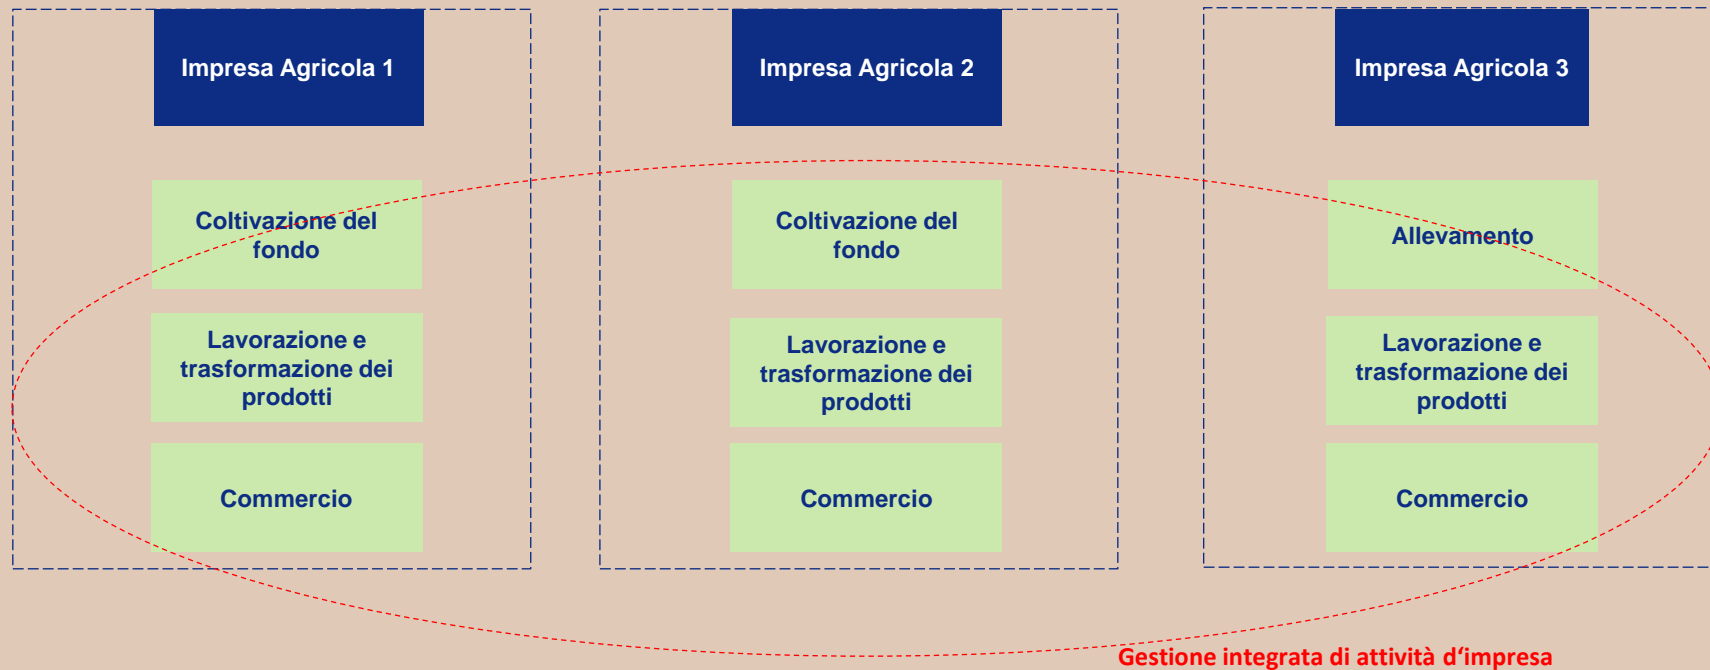 Impresa Agricola 1
Impresa Agricola 2
Impresa Agricola 3
Coltivazione del
fondo
Coltivazione del
fondo
Allevamento
Lavorazione e
trasformazione dei
prodotti
Lavorazione e
trasformazione dei
prodotti
Lavorazione e
trasformazione dei
prodotti
Commercio
Commercio
Commercio
Gestione integrata di attività d‘impresa